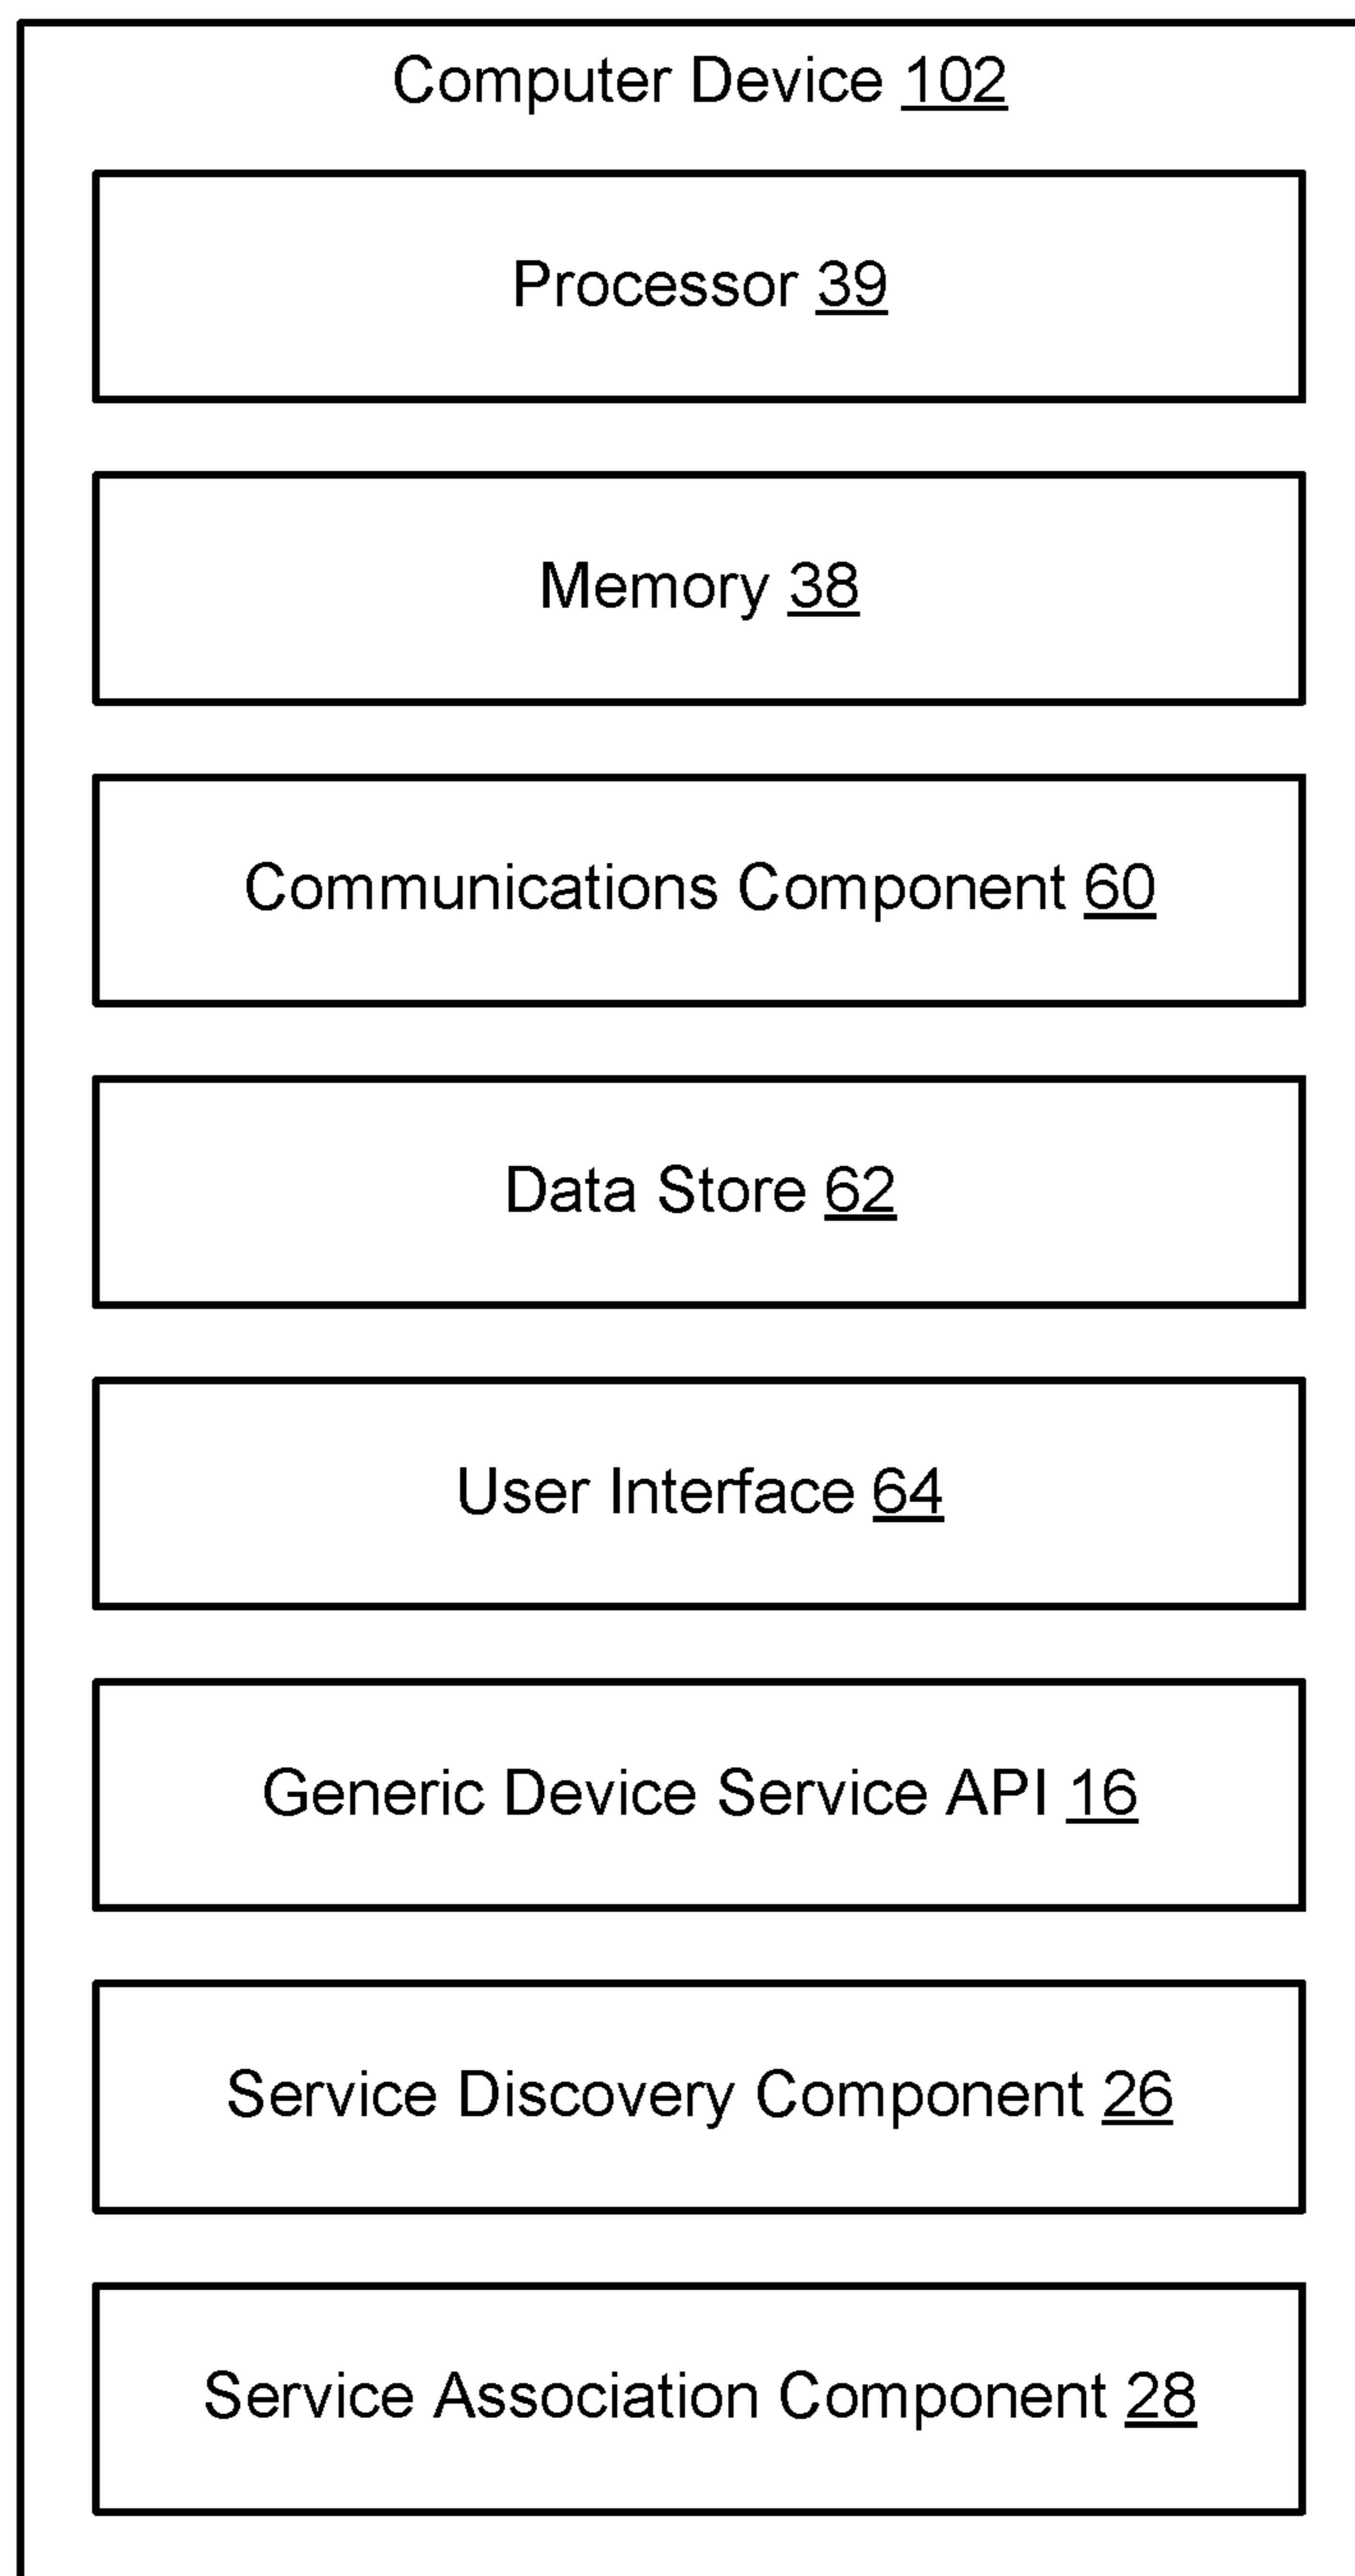 Computer Device 102
Processor 39
Memory 38
Communications Component 60
Data Store 62
User Interface 64
Generic Device Service API 16
Service Discovery Component 26
Service Association Component 28